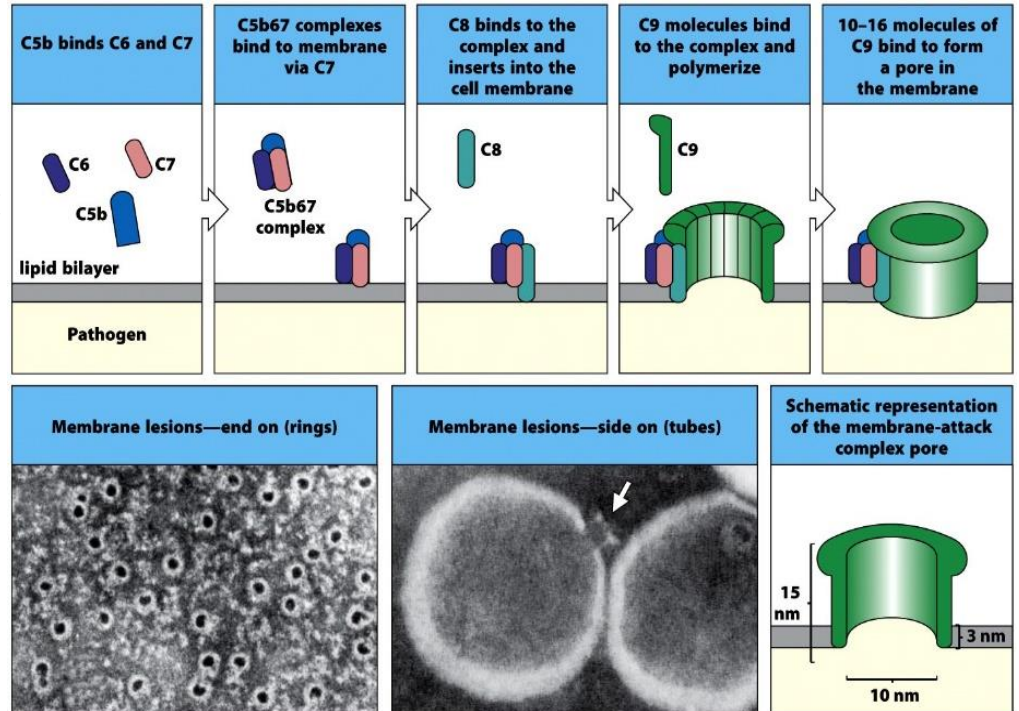 C5b binds C6 and C7
C5b67 complexes
bind to membrane
via C7
C8 binds to the
complex and
inserts into the
cell membrane
C9 molecules bind
to the complex and
polymerize
10–16 molecules of
C9 bind to form
a pore in
the membrane
C6
C7
C5b
lipid bilayer
Pathogen
C5b67
complex
C8
C9
Membrane lesions—end on (rings)
Membrane lesions—side on (tubes)
Schematic representation
of the membrane-attack
complex pore
15
nm
3 nm
10 nm